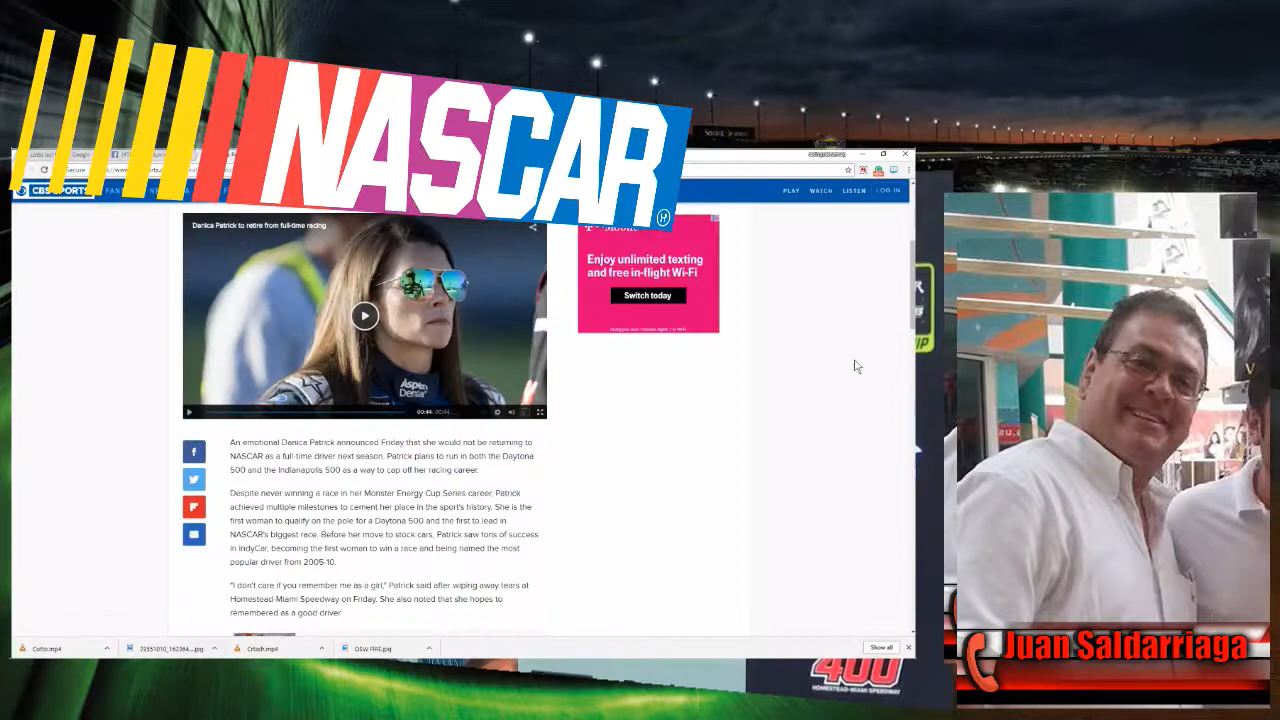 NASCAR
Sprint
CBS SPORTS
PLAY WATCH LISTEN LOG IN
Danica Patrick to retire from full-time racing
Enjoy unlimited texting
and free in-flight Wi-Fi
Switch today
Aspen
Dental
00:44
An emotional Danica Patrick announced Friday that she would not be returning to
NASCAR as a full-time driver next season. Patrick plans to run in both the Daytona
500 and the Indianapolis 500 as a way to cap off her racing career.
Despite never winning a race in her Monster Energy Cup Series career, Patrick
achieved multiple milestones to cement her place in the sport's history. She is the
first woman to qualify on the pole for a Daytona 500 and the first to lead in
NASCAR's biggest race. Before her move to stock cars, Patrick saw tons of success
in IndyCar, becoming the first woman to win a race and being named the most
popular driver from 2005-10.
"I don't care if you remember me as a girl," Patrick said after wiping away tears at
Homestead-Miami Speedway on Friday. She also noted that she hopes to
remembered as a good driver
Cotto.mp4
Crtash.mp4
OSW FIRE.jpg
Show all
Juan Saldarriaga
400
HOMESTEAD-MIAMI SPEEDWAY